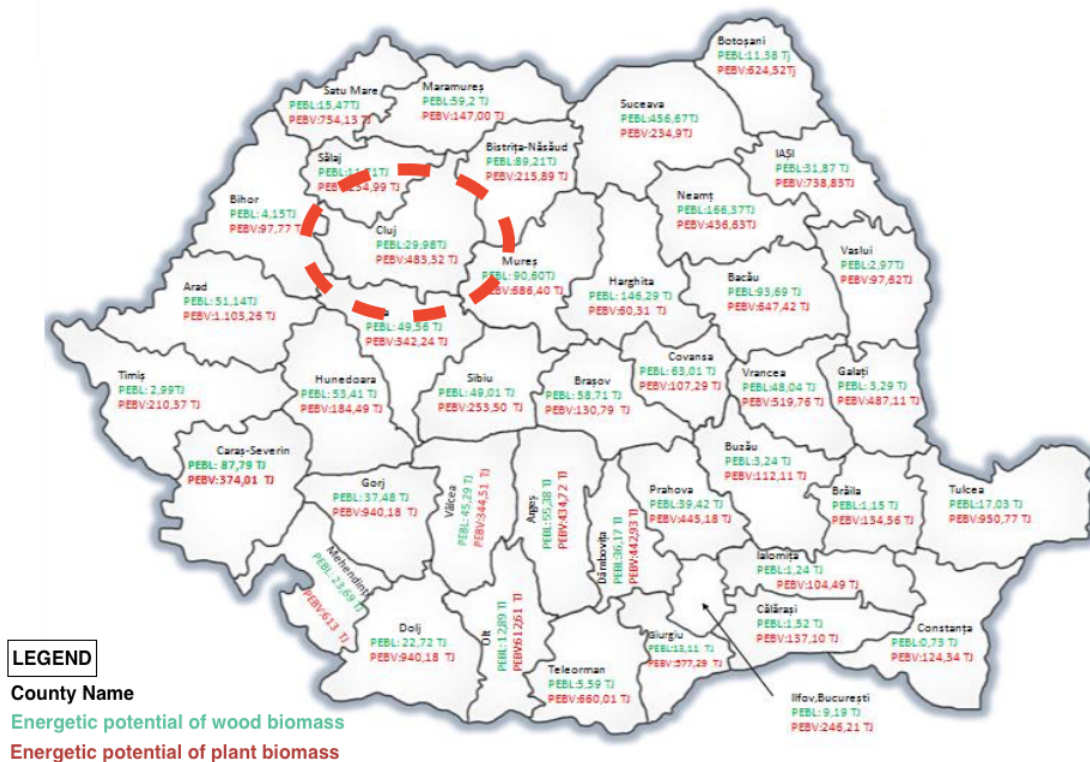 Botoșani
PEBL:11,38 Tj
PEBV:624,52Tj
Satu Mare
PEBL:15,47TJ
PEBV:754,13 TJ
Maramureș
PEBL:59,2 TJ
PEBV:147,00 TJ
Suceava
PEBL:456,67TJ
PEBV:234,9TJ
Bistrița-Năsăud
PEBL:89,21TJ
PEBV:215,89 TJ
IAȘI
PEBL:31,87 TJ
PEBV:738,83TJ
Sălaj
Neamț
PEBL:166,37TJ
PEBV:436,63TJ
Bihor
PEBL: 4,15TJ
PEBV:97,77 TJ
Cluj
PEBL:29,98TJ
PEBV:483,32 TJ
Mureș
PEBL: 90,60TJ
PEBV:686,40 TJ
Vaslui
PEBL:2,97TJ
PEBV:97,62TJ
Harghita
PEBL: 146,29 TJ
PEBV:60,31 TJ
Bacău
PEBL:93,69 TJ
PEBV:647,42 TJ
Arad
PEBL: 51,14TJ
PEBV:1.103,26 TJ
PEBL: 49,56 TJ
PEBV:342,24 TJ
Timiș
PEBL: 2,99TJ
PEBV:210,37 TJ
Hunedoara
PEBL: 53,41 TJ
PEBV:184,49 TJ
Sibiu
PEBL: 49,01 TJ
PEBV:253,50 TJ
Brașov
PEBL: 58,71 TJ
PEBV:130,79 TJ
Covansa
PEBL: 63,01 TJ
PEBV:107,29 TJ
Vrancea
PEBL:48,04 TJ
PEBV:519,76 TJ
Galați
PEBL: 3,29 TJ
PEBV:487,11 TJ
Caraș-Severin
PEBL: 87,79 TJ
PEBV:374,01 TJ
Gorj
PEBL: 37,48 TJ
PEBV:940,18 TJ
Vâlcea
PEBL: 45,29 TJ
PEBV:344,51 TJ
Argeș
PEBL: 55,38 TJ
PEBV:434,72 TJ
Dâmbovița
PEBL:36,17 TJ
PEBV:442,93 TJ
Prahova
PEBL:39,42 TJ
PEBV:445,18 TJ
Buzău
PEBL:3,24 TJ
PEBV:112,11 TJ
Brăila
PEBL:1,15 TJ
PEBV:134,56 TJ
Tulcea
PEBL:17,03 TJ
PEBV:950,77 TJ
Mehendinți
PEBL: 23,69 TJ
PEBV:613 TJ
Dolj
PEBL: 22,72 TJ
PEBV:940,18 TJ
Olt
PEBL: 12,89 TJ
PEBV:612,61 TJ
Teleorman
PEBL:5,59 TJ
PEBV:660,01 TJ
Giurgiu
PEBL:13,11 TJ
PEBV:577,29 TJ
Ialomița
PEBL:1,24 TJ
PEBV:104,49 TJ
Călărași
PEBL:1,52 TJ
PEBV:137,10 TJ
Constanța
PEBL:0,73 TJ
PEBV:124,34 TJ
Ilfov,București
PEBL: 9,19 TJ
PEBV:246,21 TJ
LEGEND
County Name
Energetic potential of wood biomass
Energetic potential of plant biomass